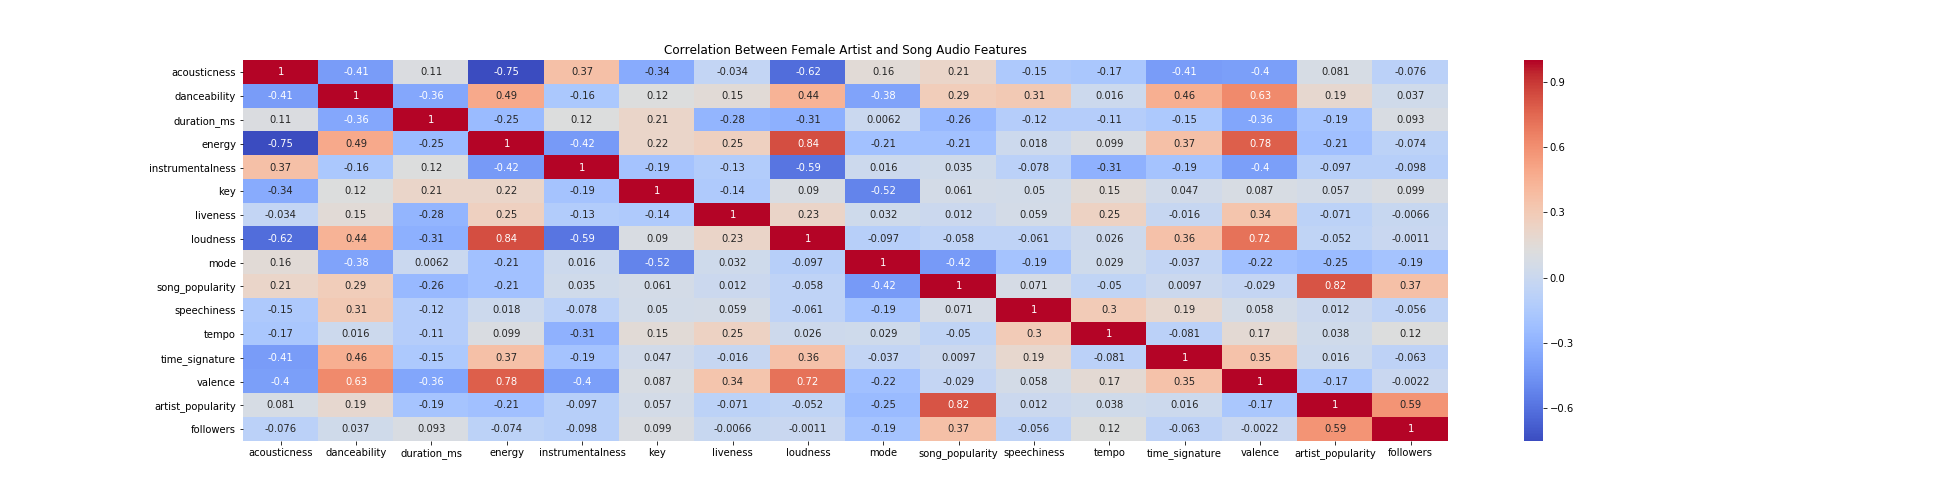 Correlation Between Female Artist and Song Audio Features
acousticness 1 -0.41 0.11 -0.75 0.37 -0.34 -0.034 -0.62 0.16 0.21 -0.15 -0.17 -0.41 -0.4 0.081 -0.076
danceability -0.41 1 -0.36 0.49 -0.16 0.12 0.15 0.44 -0.38 0.29 0.31 0.016 0.46 0.63 0.19 0.037
duration_ms 0.11 -0.36 1 -0.25 0.12 0.21 -0.28 -0.31 0.0062 -0.26 -0.12 -0.11 -0.15 -0.36 -0.19 0.093
energy -0.75 0.49 -0.25 1 -0.42 0.22 0.25 0.84 -0.21 -0.21 0.018 0.099 0.37 0.78 -0.21 -0.074
instrumentalness 0.37 -0.16 0.12 -0.42 1 -0.19 -0.13 -0.59 0.016 0.035 -0.078 -0.31 -0.19 -0.4 -0.097 -0.098
key -0.34 0.12 0.21 0.22 -0.19 1 -0.14 0.09 -0.52 0.061 0.05 0.15 0.047 0.087 0.057 0.099
liveness -0.034 0.15 -0.28 0.25 -0.13 -0.14 1 0.23 0.032 0.012 0.059 0.25 -0.016 0.34 -0.071 -0.0066
loudness -0.62 0.44 -0.31 0.84 -0.59 0.09 0.23 1 -0.097 -0.058 -0.061 0.026 0.36 0.72 -0.052 -0.0011
mode 0.16 -0.38 0.0062 -0.21 0.016 -0.52 0.032 -0.097 1 -0.42 -0.19 0.029 -0.037 -0.22 -0.25 -0.19
song_popularity 0.21 0.29 -0.26 -0.21 0.035 0.061 0.012 -0.058 -0.42 1 0.071 -0.05 0.0097 -0.029 0.82 0.37
speechiness -0.15 0.31 -0.12 0.018 -0.078 0.05 0.059 -0.061 -0.19 0.071 1 0.3 0.19 0.058 0.012 -0.056
tempo -0.17 0.016 -0.11 0.099 -0.31 0.15 0.25 0.026 0.029 -0.05 0.3 1 -0.081 0.17 0.038 0.12
time_signature -0.41 0.46 -0.15 0.37 -0.19 0.047 -0.016 0.36 -0.037 0.0097 0.19 -0.081 1 0.35 0.016 -0.063
valence -0.4 0.63 -0.36 0.78 -0.4 0.087 0.34 0.72 -0.22 -0.029 0.058 0.17 0.35 1 -0.17 -0.0022
artist_popularity 0.081 0.19 -0.19 -0.21 -0.097 0.057 -0.071 -0.052 -0.25 0.82 0.012 0.038 0.016 -0.17 1 0.59
followers -0.076 0.037 0.093 -0.074 -0.098 0.099 -0.0066 -0.0011 -0.19 0.37 -0.056 0.12 -0.063 -0.0022 0.59 1
acousticness danceability duration_ms energy instrumentalness key liveness loudness mode song_popularity speechiness tempo time_signature valence artist_popularity followers
0.9
0.6
0.3
0.0
−0.3
−0.6